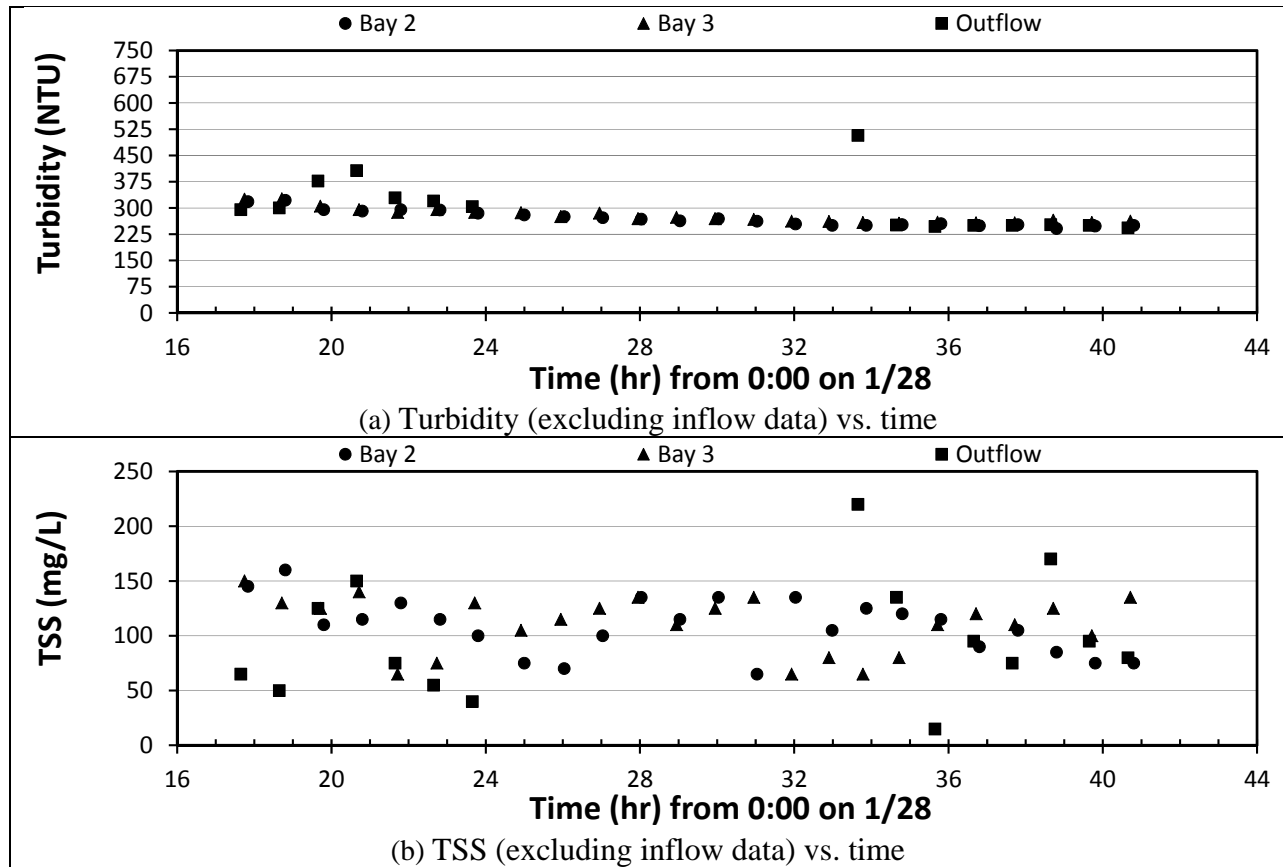 Bay 2 Bay 3 Outflow
Turbidity (NTU)
750
675
600
525
450
375
300
225
150
75
0
16 20 24 28 32 36 40 44
Time (hr) from 0:00 on 1/28
(a) Turbidity (excluding inflow data) vs. time
Bay 2 Bay 3 Outflow
TSS (mg/L)
250
200
150
100
50
0
16 20 24 28 32 36 40 44
Time (hr) from 0:00 on 1/28
(b) TSS (excluding inflow data) vs. time